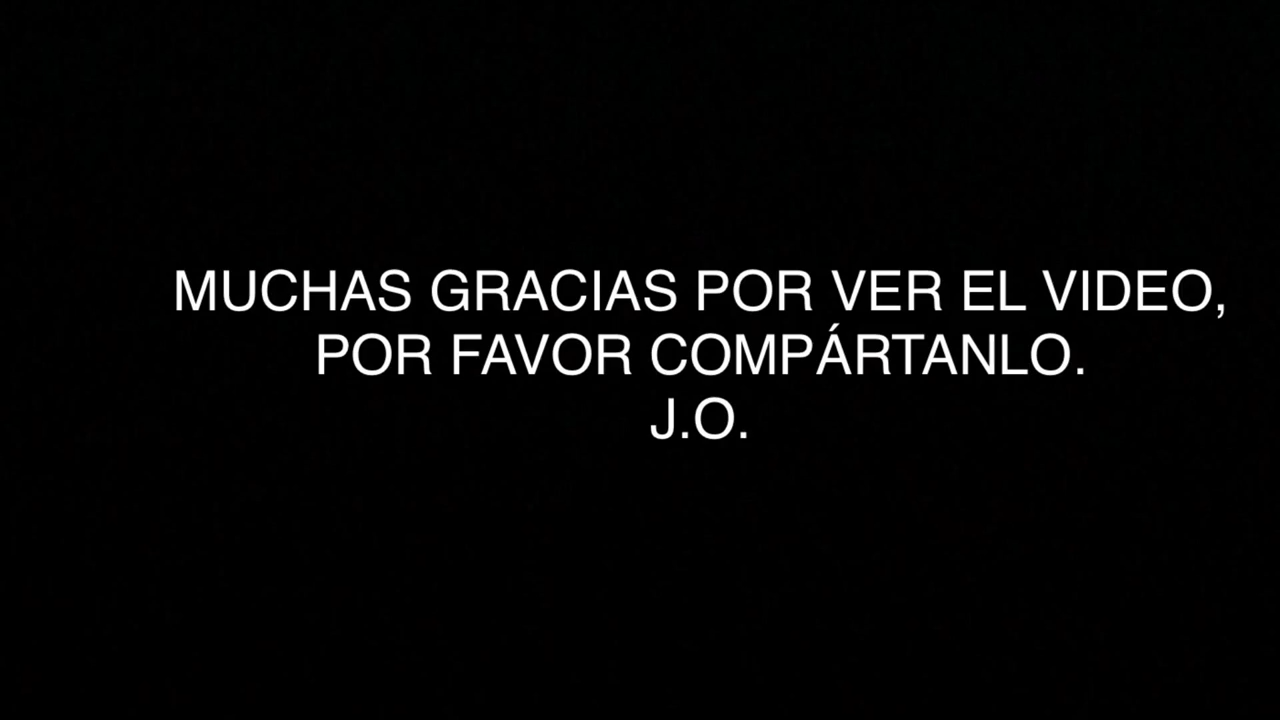 MUCHAS GRACIAS POR VER EL VIDEO,
POR FAVOR COMPÁRTANLO.
J.O.